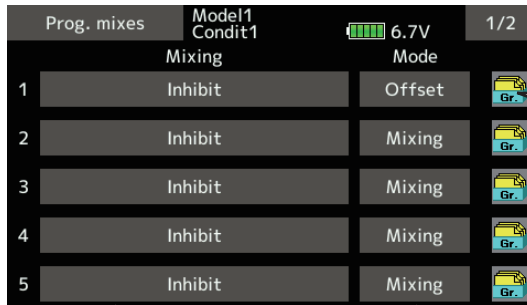 Prog. mixes
Model1
Condit1
6.7V
1/2
Mixing Mode
1 Inhibit Offset Gr.
2 Inhibit Mixing Gr.
3 Inhibit Mixing Gr.
4 Inhibit Mixing Gr.
5 Inhibit Mixing Gr.